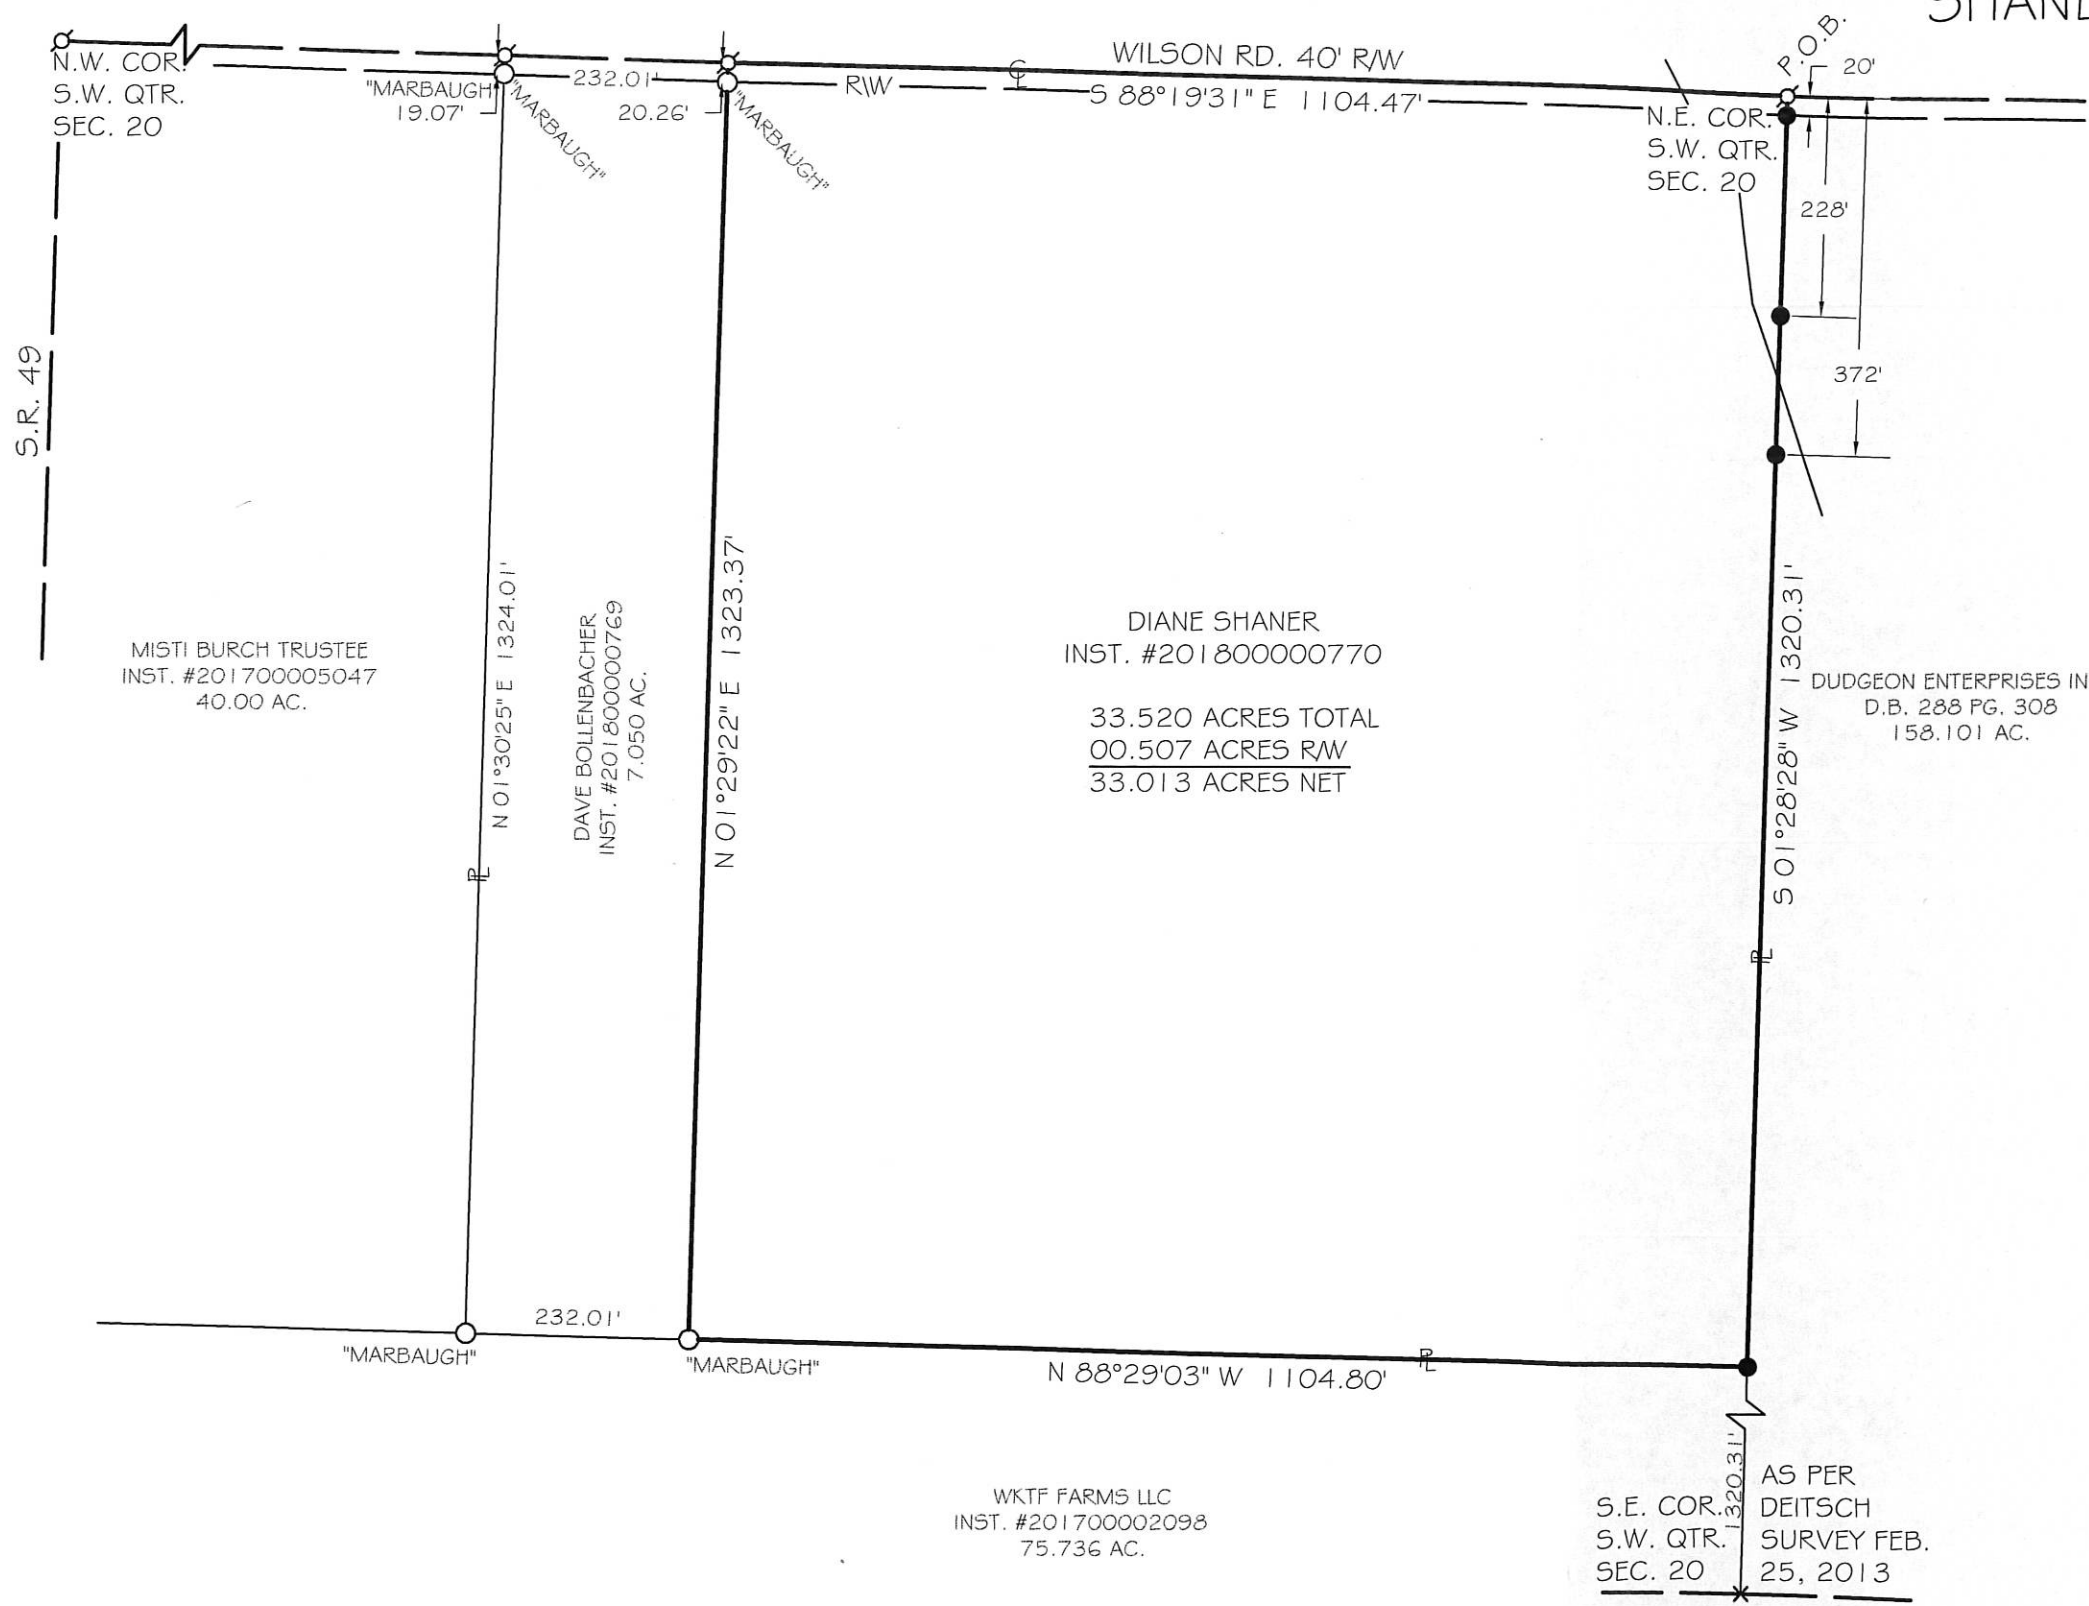 P.O.B.
WILSON RD. 40' R/W
20'
N.W. COR.
S.W. QTR.
SEC. 20
"MARBAUGH"
19.07'
"MARBAUGH"
232.01'
20.26'
"MARBAUGH"
R\W
℄
S 88°19'31" E 1104.47'
N.E. COR.
S.W. QTR.
SEC. 20
228'
372'
S.R. 49
MISTI BURCH TRUSTEE
INST. #201700005047
40.00 AC.
N 01°30'25" E 1324.01'
DAVE BOLLENBACHER
INST. #201800000769
7.050 AC.
N 01°29'22" E 1323.37'
DIANE SHANER
INST. #201800000770
33.520 ACRES TOTAL
00.507 ACRES R/W
33.013 ACRES NET
S 01°28'28" W 1320.31'
DUDGEON ENTERPRISES IN
D.B. 288 PG. 308
158.101 AC.
PL
PL
232.01'
"MARBAUGH"
"MARBAUGH"
N 88°29'03" W 1104.80'
PL
WKTF FARMS LLC
INST. #201700002098
75.736 AC.
1320.31'
S.E. COR.
S.W. QTR.
SEC. 20
AS PER
DEITSCH
SURVEY FEB.
25, 2013